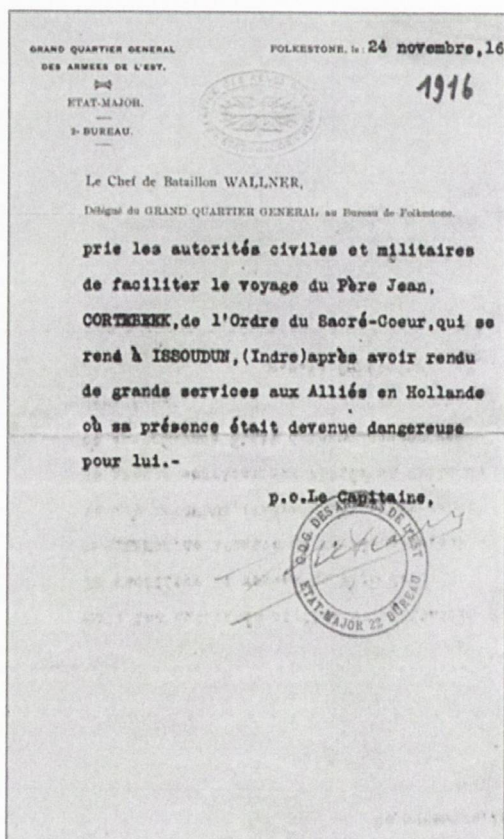 GRAND QUARTIER GENERAL
DES ARMEES DE L'EST.
ETAT-MAJOR.
2e BUREAU.
FOLKESTONE, le : 24 novembre,16
1916
Le Chef de Bataillon WALLNER,
Délégué du GRAND QUARTIER GENERAL au Bureau de Folkestone.
prie les autorités civiles et militaires
de faciliter le voyage du Père Jean,
de l'Ordre du Sacré-Coeur,qui se
rend à ISSOUDUN,(Indre)après avoir rendu
de grands services aux Alliés en Hollande
où sa présence était devenue dangereuse
pour lui.-
p.o.Le Capitaine,
G.Q.G. DES ARMEES DE L'EST
ETAT-MAJOR 2E BUREAU